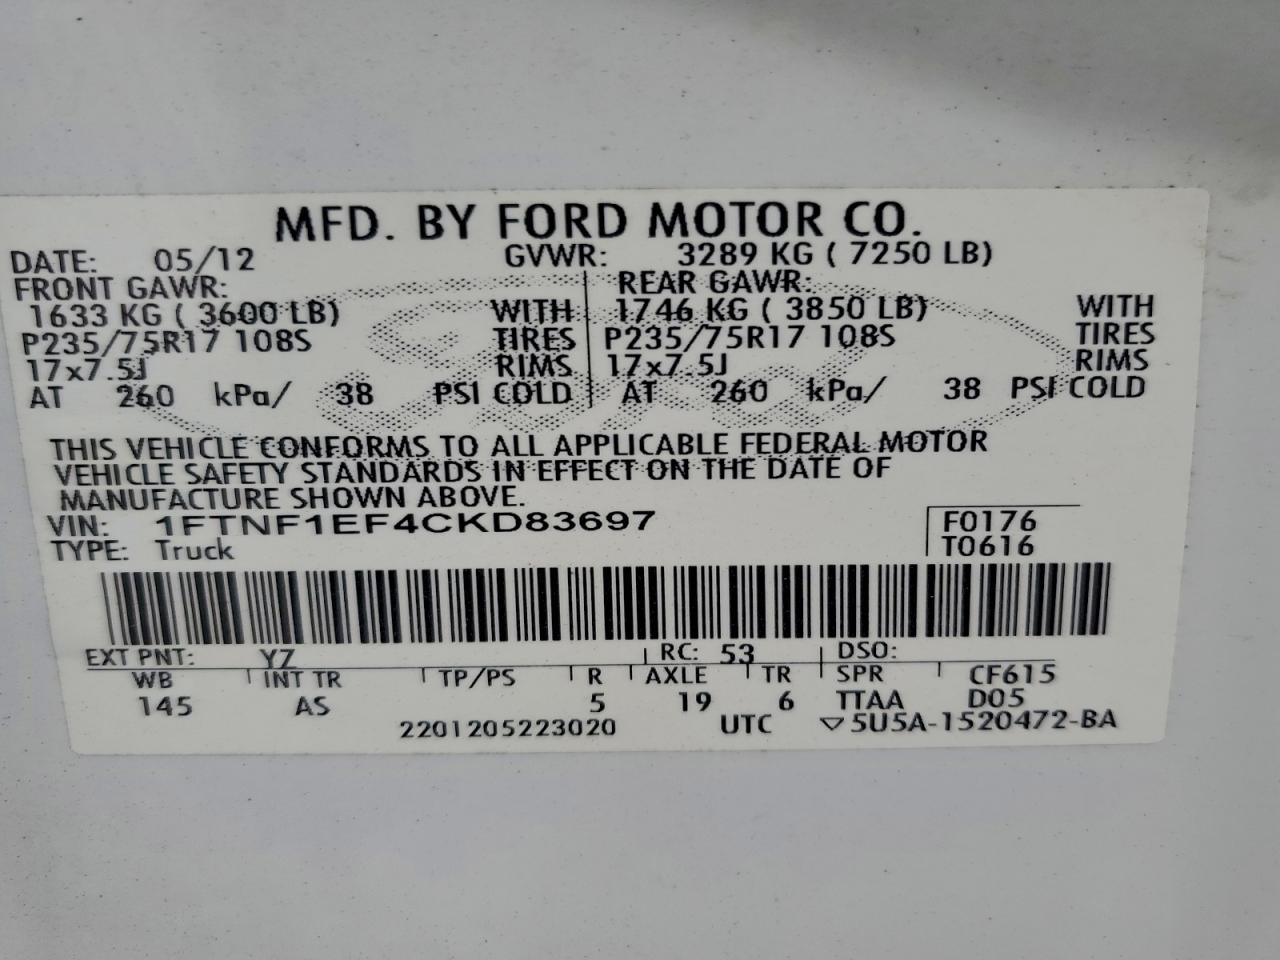 MFD. BY FORD MOTOR CO.
DATE: 05/12 GVWR: 3289 KG ( 7250 LB)
FRONT GAWR: REAR GAWR:
1633 KG ( 3600 LB) WITH 1746 KG ( 3850 LB) WITH
P235/75R17 108S TIRES P235/75R17 108S TIRES
17x7.5J RIMS 17x7.5J RIMS
AT 260 kPa/ 38 PSI COLD AT 260 kPa/ 38 PSI COLD
THIS VEHICLE CONFORMS TO ALL APPLICABLE FEDERAL MOTOR
VEHICLE SAFETY STANDARDS IN EFFECT ON THE DATE OF
MANUFACTURE SHOWN ABOVE.
VIN: 1FTNF1EF4CKD83697 F0176
TYPE: Truck T0616
EXT PNT: YZ RC: 53 DSO:
WB INT TR TP/PS R AXLE TR SPR CF615
145 AS 5 19 6 TTAA D05
2201205223020 UTC ▽5U5A-1520472-BA